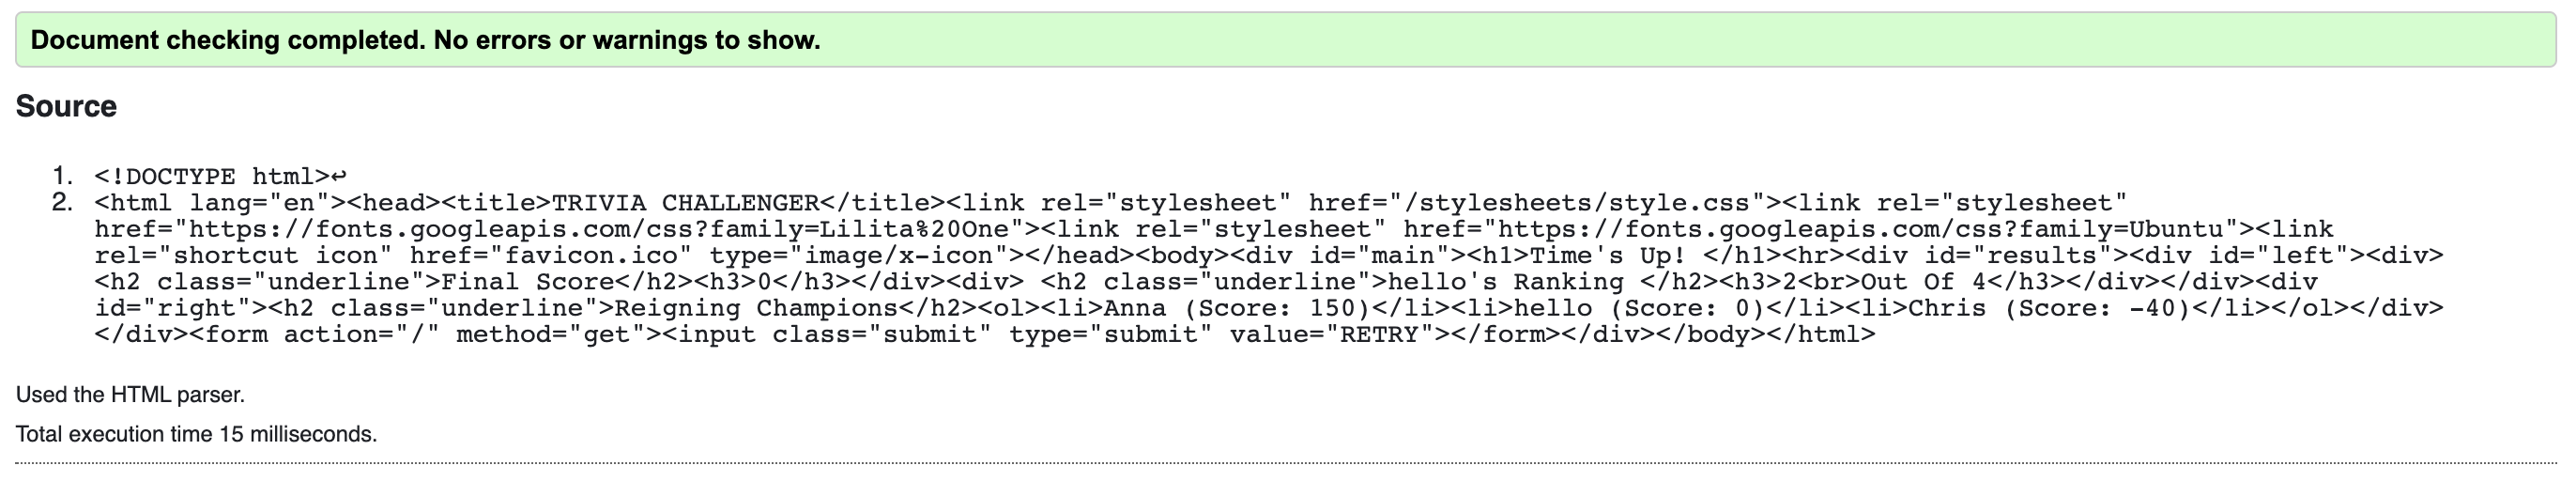 Document checking completed. No errors or warnings to show.
Source
1. <!DOCTYPE html>↩
2. <html lang="en"><head><title>TRIVIA CHALLENGER</title><link rel="stylesheet" href="/stylesheets/style.css"><link rel="stylesheet"
href="https://fonts.googleapis.com/css?family=Lilita%20One"><link rel="stylesheet" href="https://fonts.googleapis.com/css?family=Ubuntu"><link
rel="shortcut icon" href="favicon.ico" type="image/x-icon"></head><body><div id="main"><h1>Time's Up! </h1><hr><div id="results"><div id="left"><div>
<h2 class="underline">Final Score</h2><h3>0</h3></div><div> <h2 class="underline">hello's Ranking </h2><h3>2<br>Out Of 4</h3></div></div><div
id="right"><h2 class="underline">Reigning Champions</h2><ol><li>Anna (Score: 150)</li><li>hello (Score: 0)</li><li>Chris (Score: -40)</li></ol></div>
</div><form action="/" method="get"><input class="submit" type="submit" value="RETRY"></form></div></body></html>
Used the HTML parser.
Total execution time 15 milliseconds.